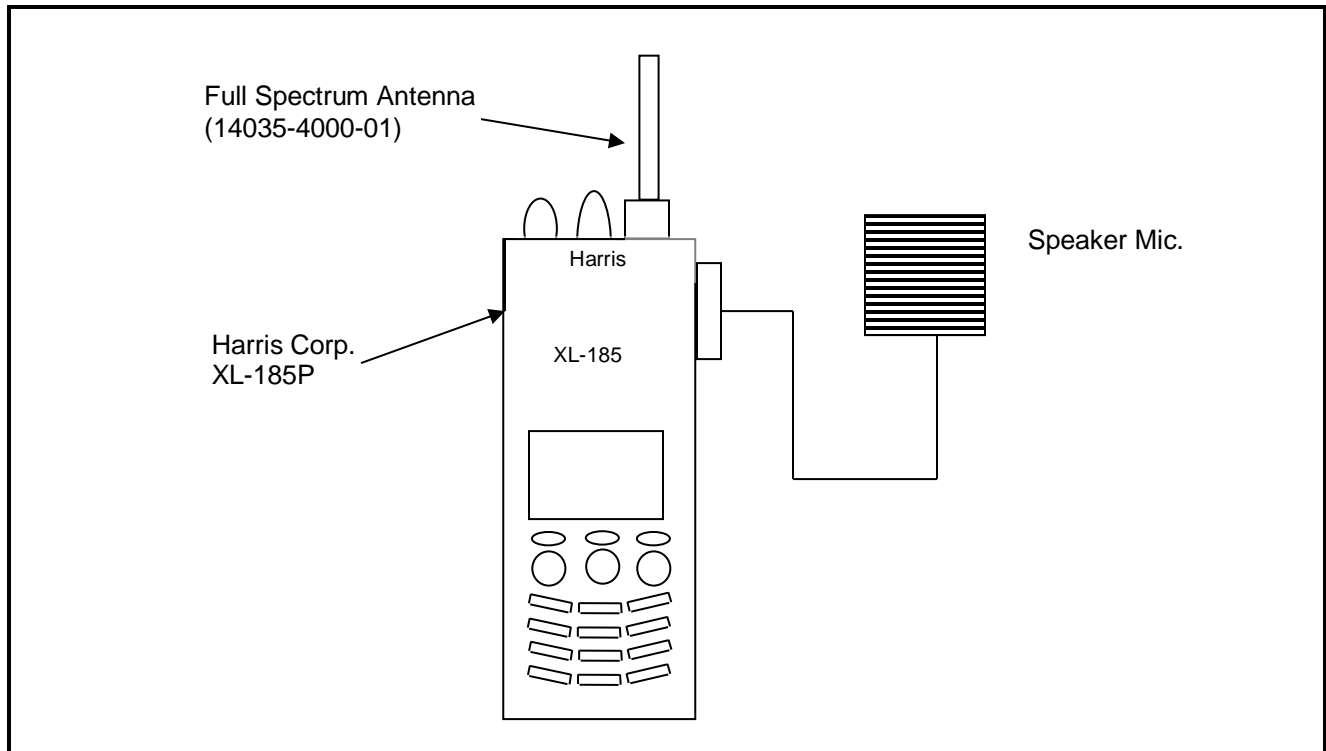 Full Spectrum Antenna
(14035-4000-01)
Harris
Speaker Mic.
Harris Corp.
XL-185P
XL-185